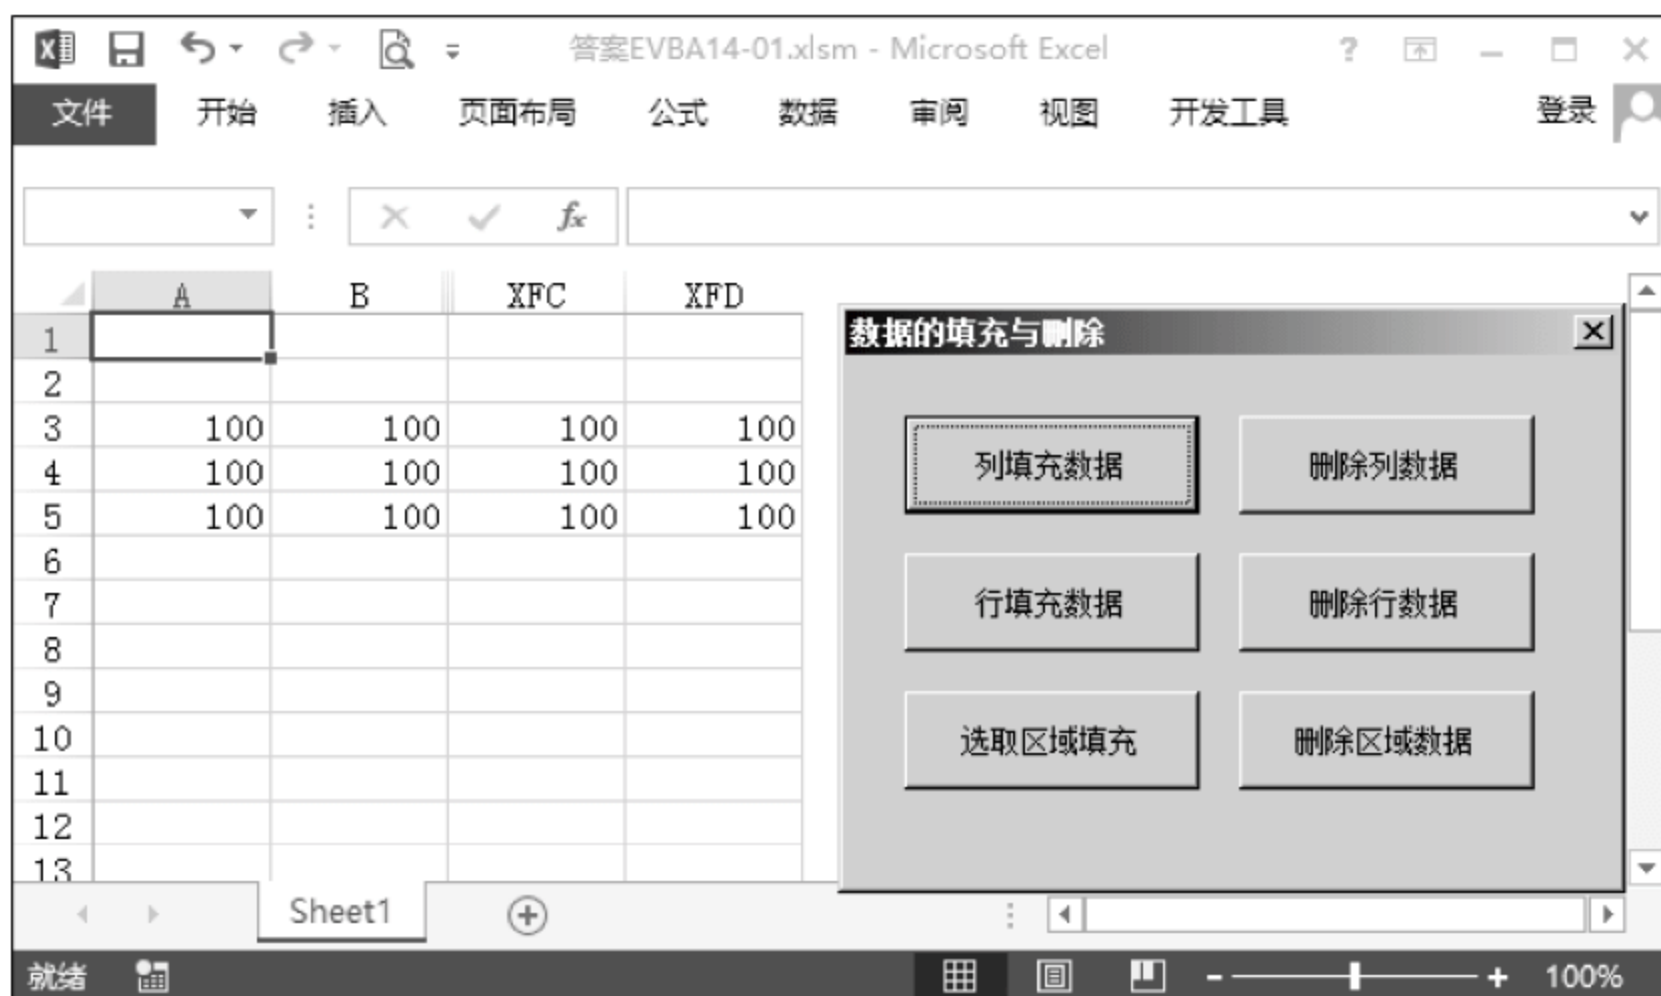 答案EVBA14-01.xlsm - Microsoft Excel
文件 开始 插入 页面布局 公式 数据 审阅 视图 开发工具 登录
fx
A B XFC XFD
1
2
3 100 100 100 100
4 100 100 100 100
5 100 100 100 100
6
7
8
9
10
11
12
13
数据的填充与删除
列填充数据 删除列数据
行填充数据 删除行数据
选取区域填充 删除区域数据
Sheet1
就绪 100%